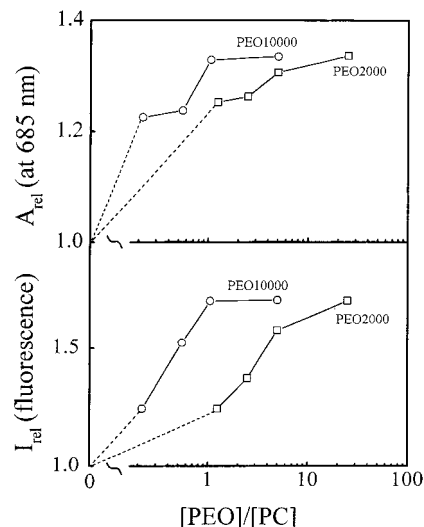 1.4
PEO10000
PEO2000
1.2
A_rel (at 685 nm)
1.0
PEO10000
PEO2000
1.5
I_rel (fluorescence)
1.0
0 1 10 100
[PEO]/[PC]